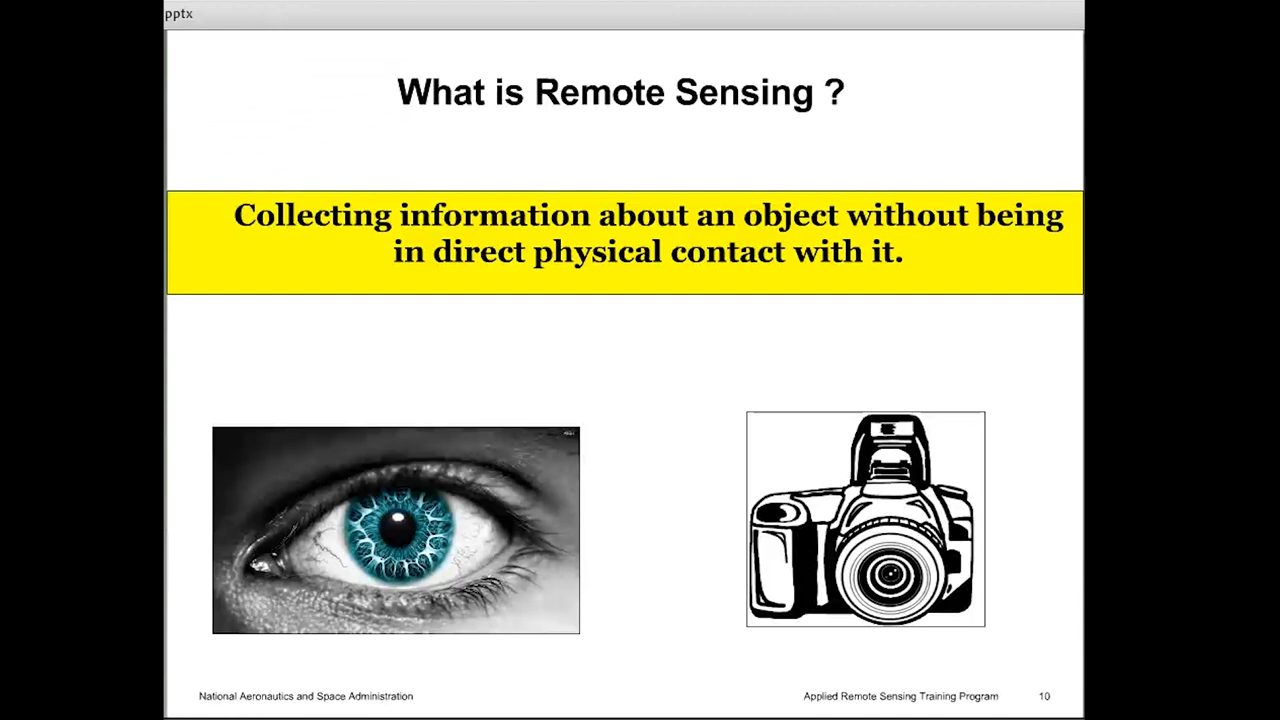 pptx
What is Remote Sensing ?
Collecting information about an object without being
in direct physical contact with it.
National Aeronautics and Space Administration
Applied Remote Sensing Training Program
10